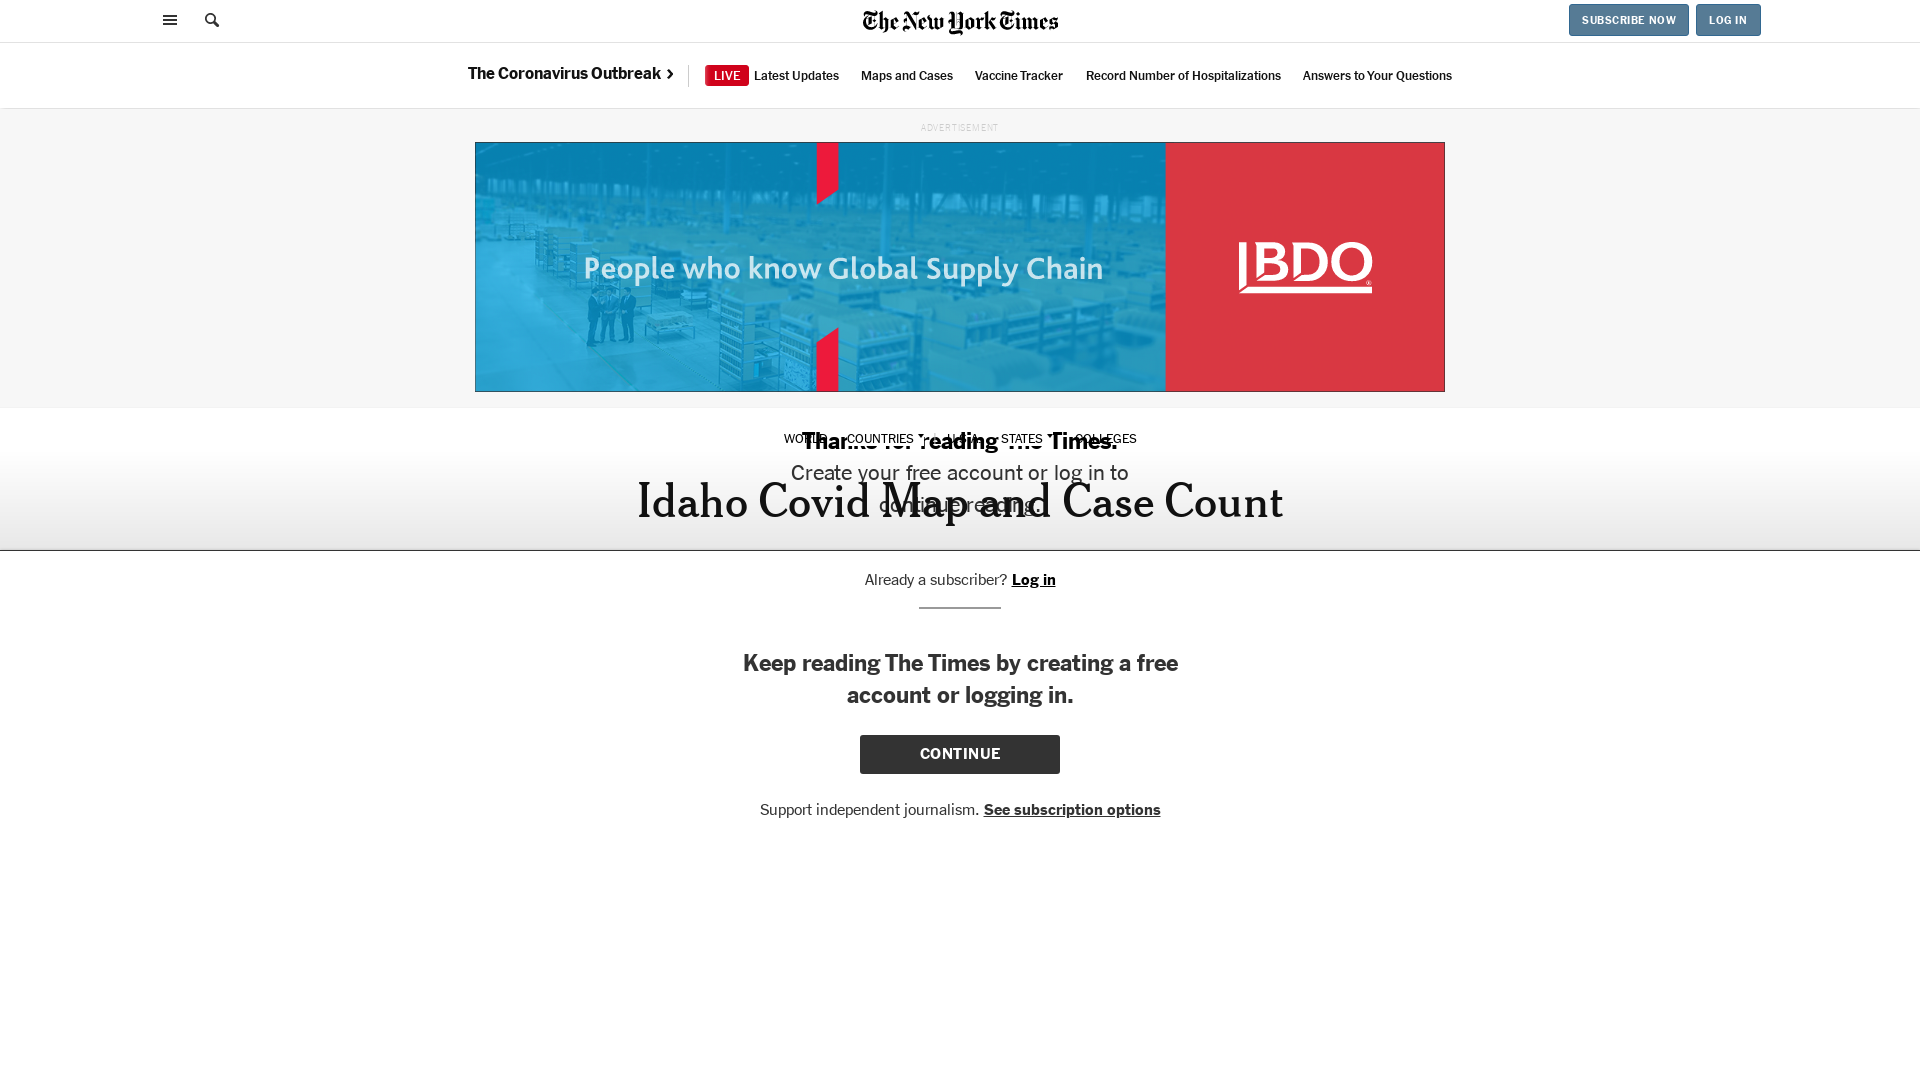 The New York Times
SUBSCRIBE NOW
LOG IN
The Coronavirus Outbreak
LIVE Latest Updates
Maps and Cases
Vaccine Tracker
Record Number of Hospitalizations
Answers to Your Questions
ADVERTISEMENT
People who know Global Supply Chain
BDO
WORLD COUNTRIES U.S.A. STATES COLLEGES
Thanks for reading The Times.
Create your free account or log in to
continue reading.
Idaho Covid Map and Case Count
Already a subscriber? Log in
Keep reading The Times by creating a free
account or logging in.
CONTINUE
Support independent journalism. See subscription options